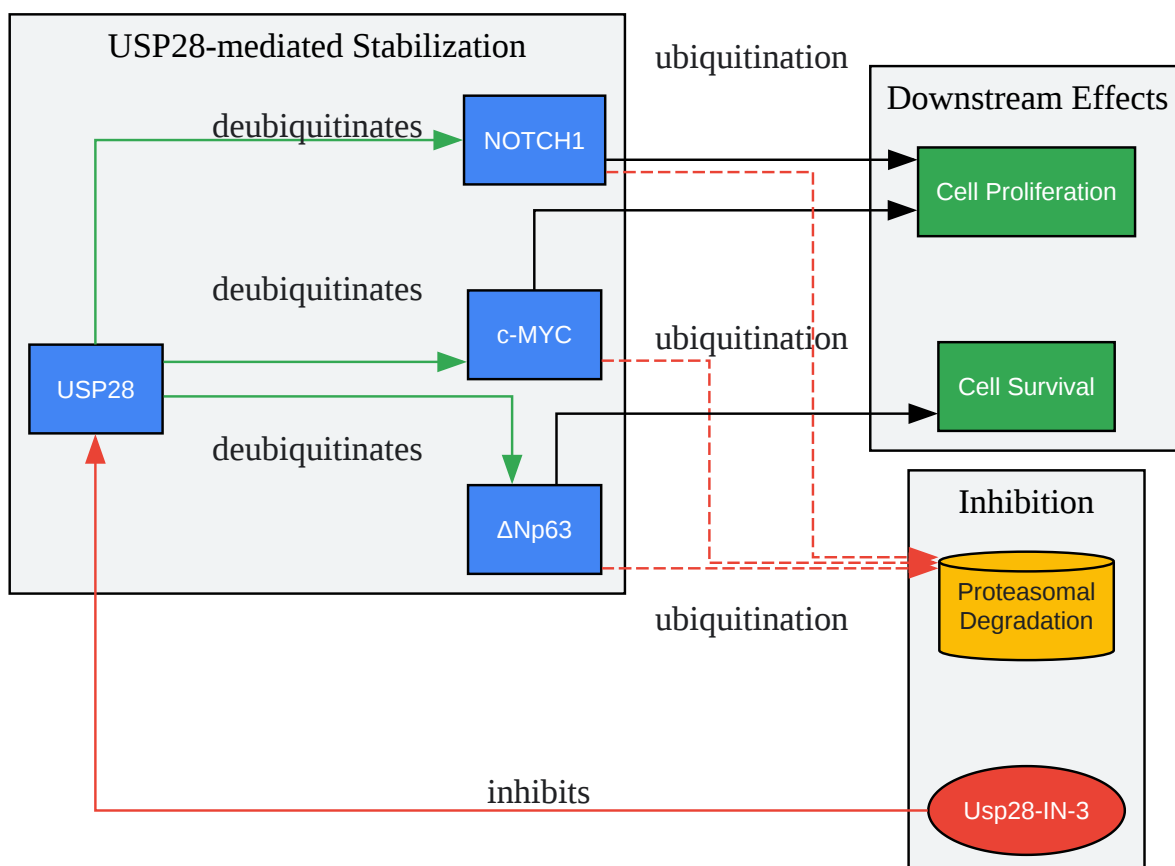 USP28-mediated Stabilization
ubiquitination
Downstream Effects
deubiquitinates
NOTCH1
Cell Proliferation
deubiquitinates
c-MYC
ubiquitination
USP28
Cell Survival
deubiquitinates
ΔNp63
Inhibition
Proteasomal
Degradation
ubiquitination
inhibits
Usp28-IN-3